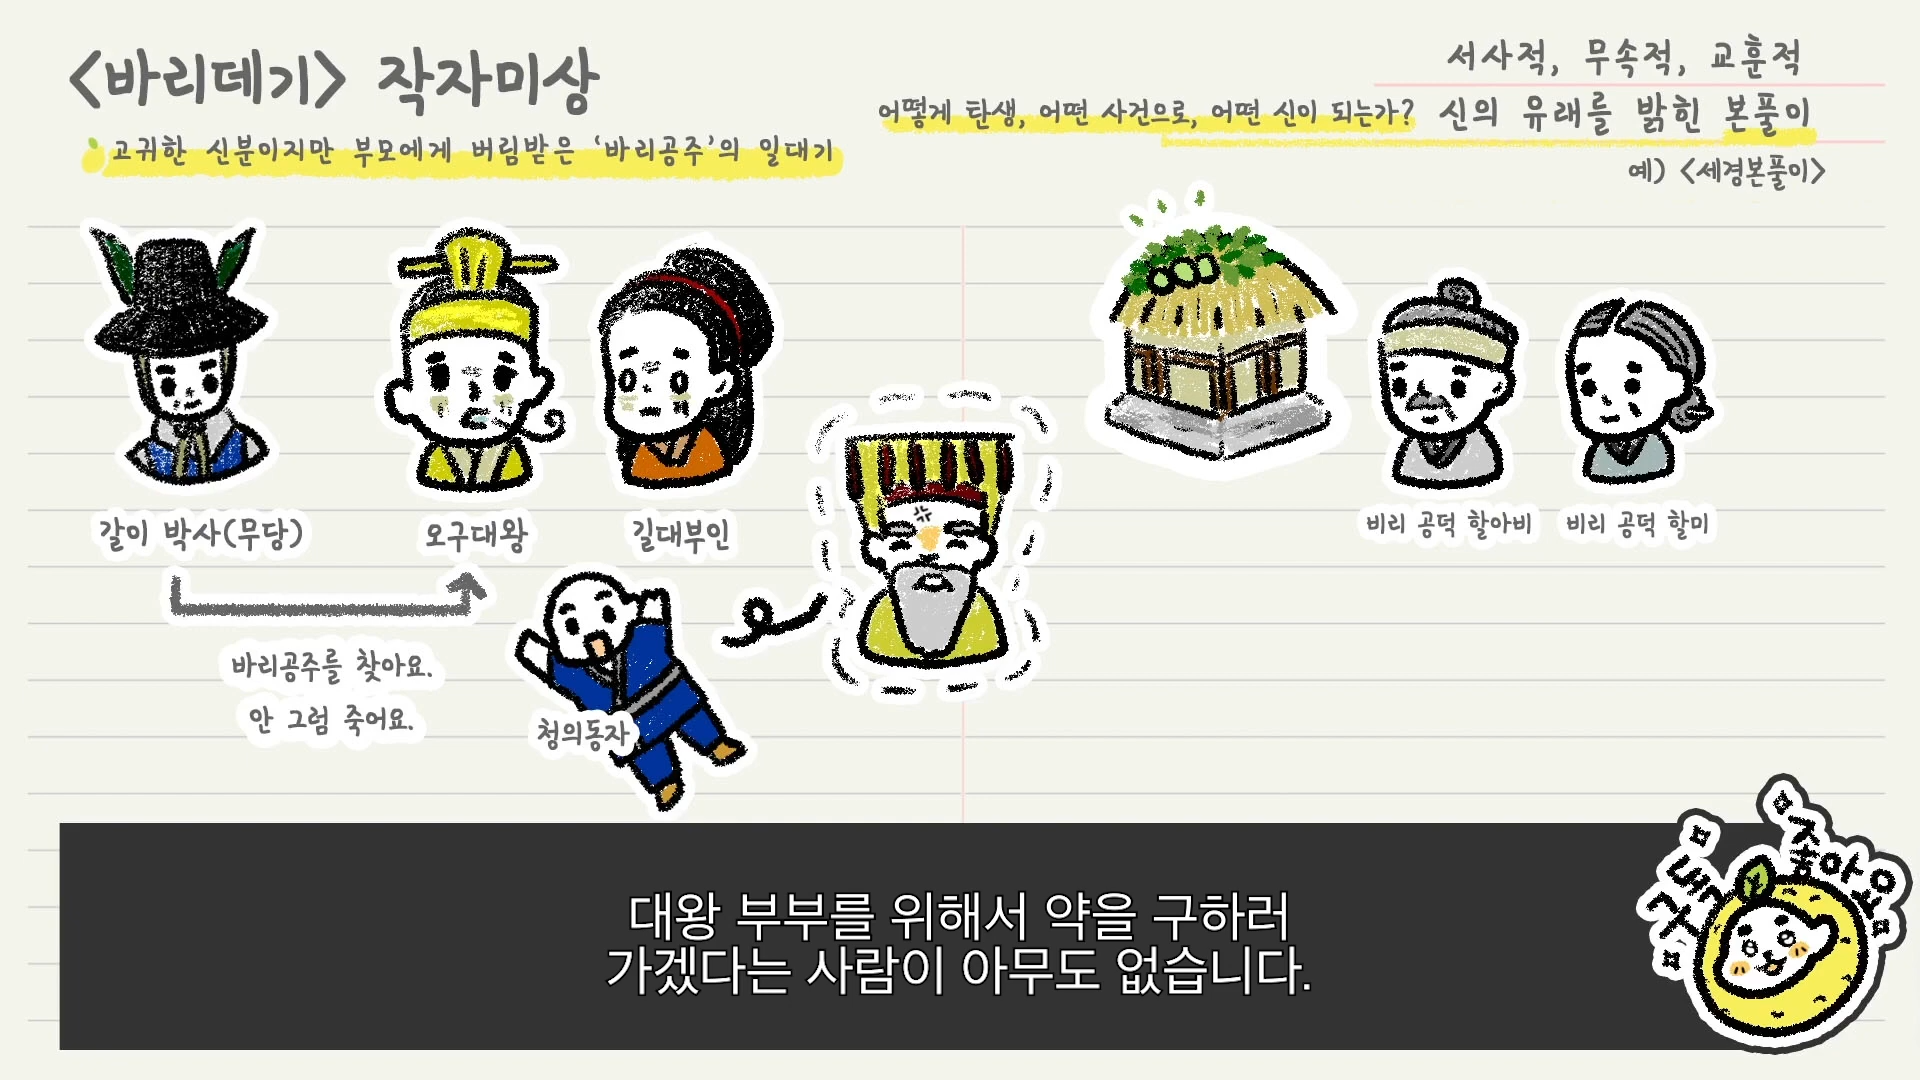 <바리데기> 작자미상
고귀한 신분이지만 부모에게 버림받은 '바리공주'의 일대기
서사적, 무속적, 교훈적
어떻게 탄생, 어떤 사건으로, 어떤 신이 되는가? 신의 유래를 밝힌 본풀이
예) <세경본풀이>
갈이 박사(무당)
오구대왕
길대부인
비리 공덕 할아비
비리 공덕 할미
바리공주를 찾아요.
안 그럼 죽어요.
청의동자
대왕 부부를 위해서 약을 구하러
가겠다는 사람이 아무도 없습니다.
구독
좋아요